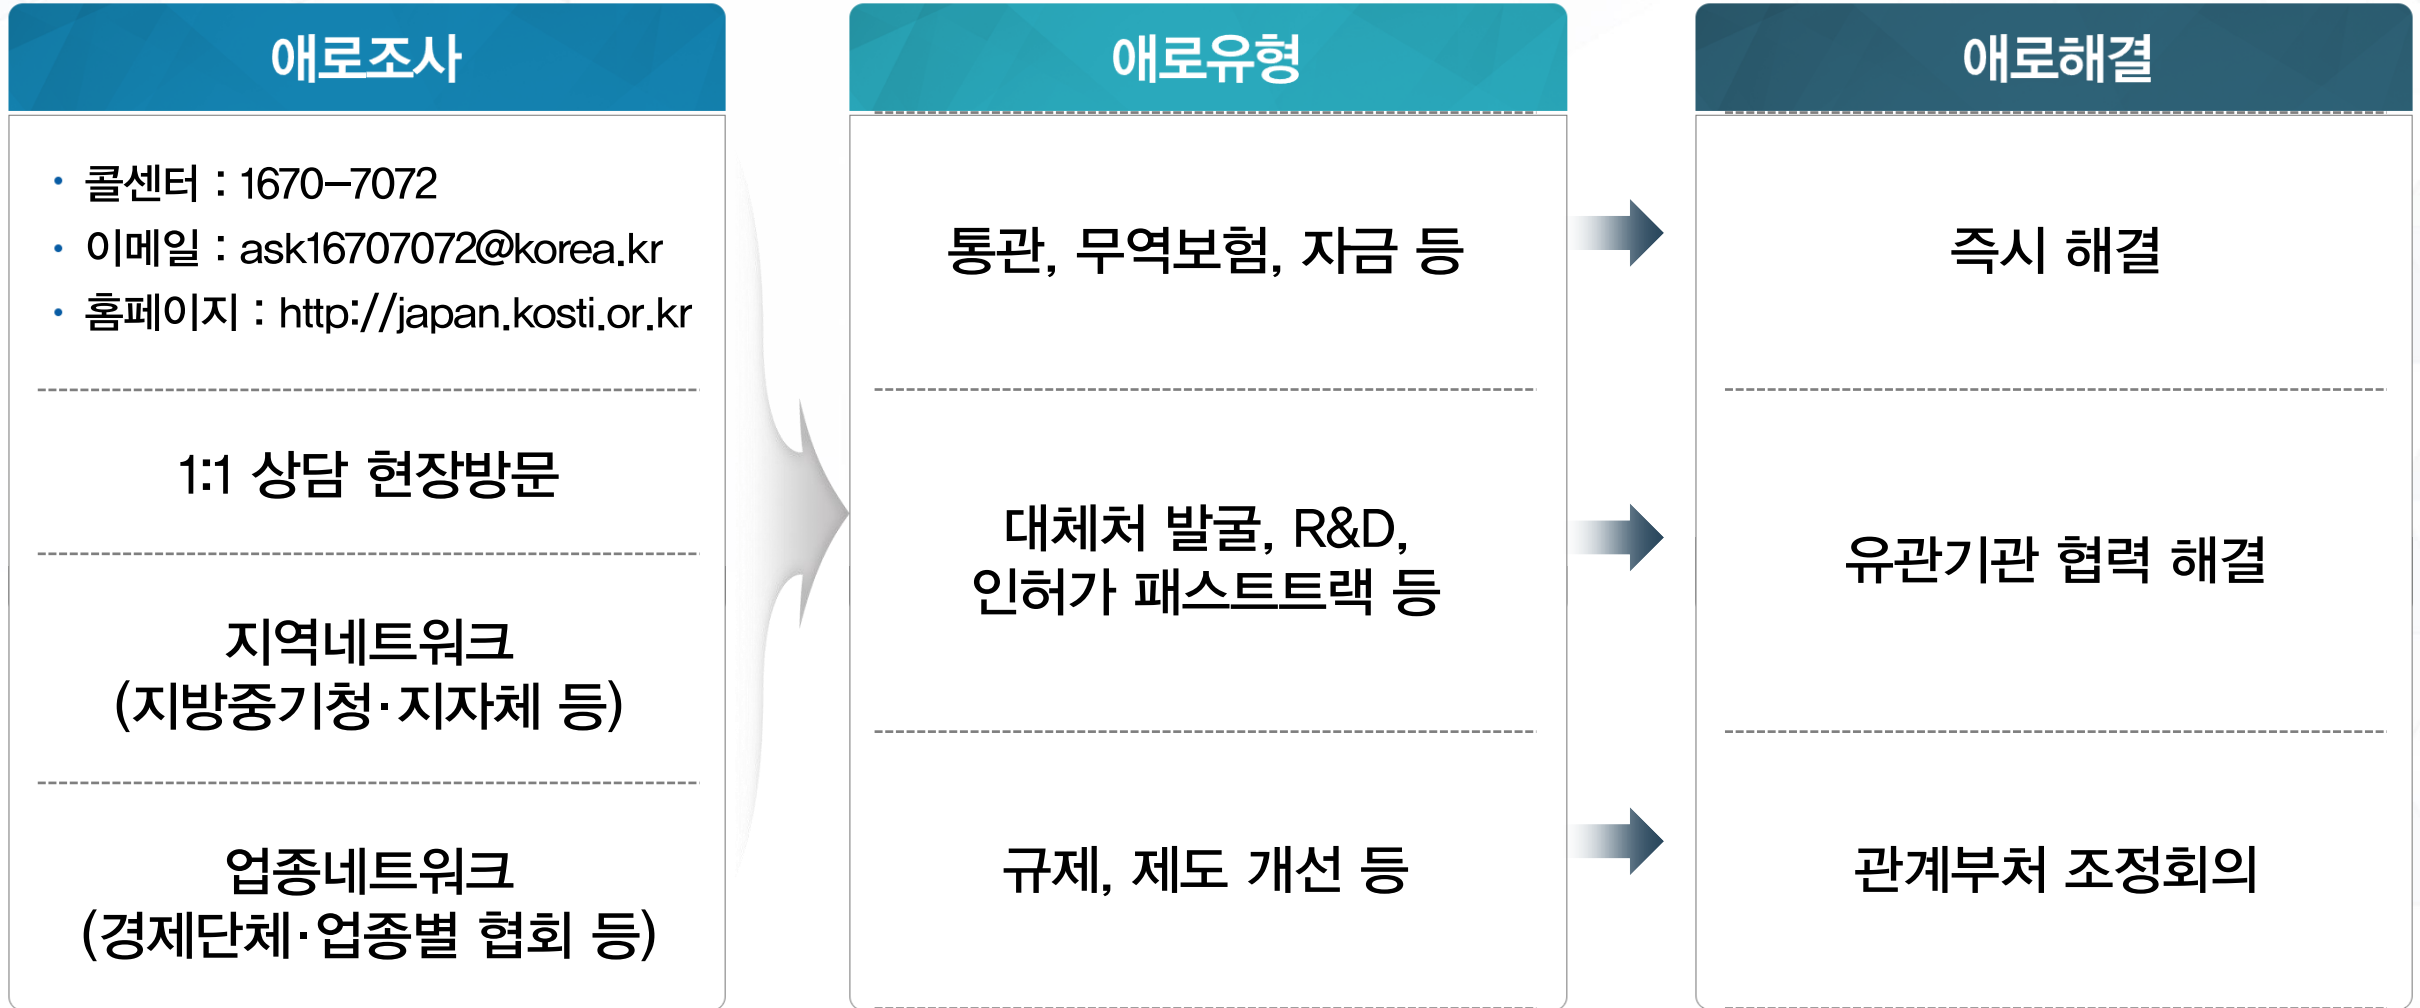 애로조사
· 콜센터 : 1670-7072
· 이메일 : ask16707072@korea.kr
· 홈페이지 : http://japan.kosti.or.kr
1:1 상담 현장방문
지역네트워크
(지방중기청·지자체 등)
업종네트워크
(경제단체·업종별 협회 등)
애로유형
통관, 무역보험, 자금 등
대체처 발굴, R&D,
인허가 패스트트랙 등
규제, 제도 개선 등
애로해결
즉시 해결
유관기관 협력 해결
관계부처 조정회의